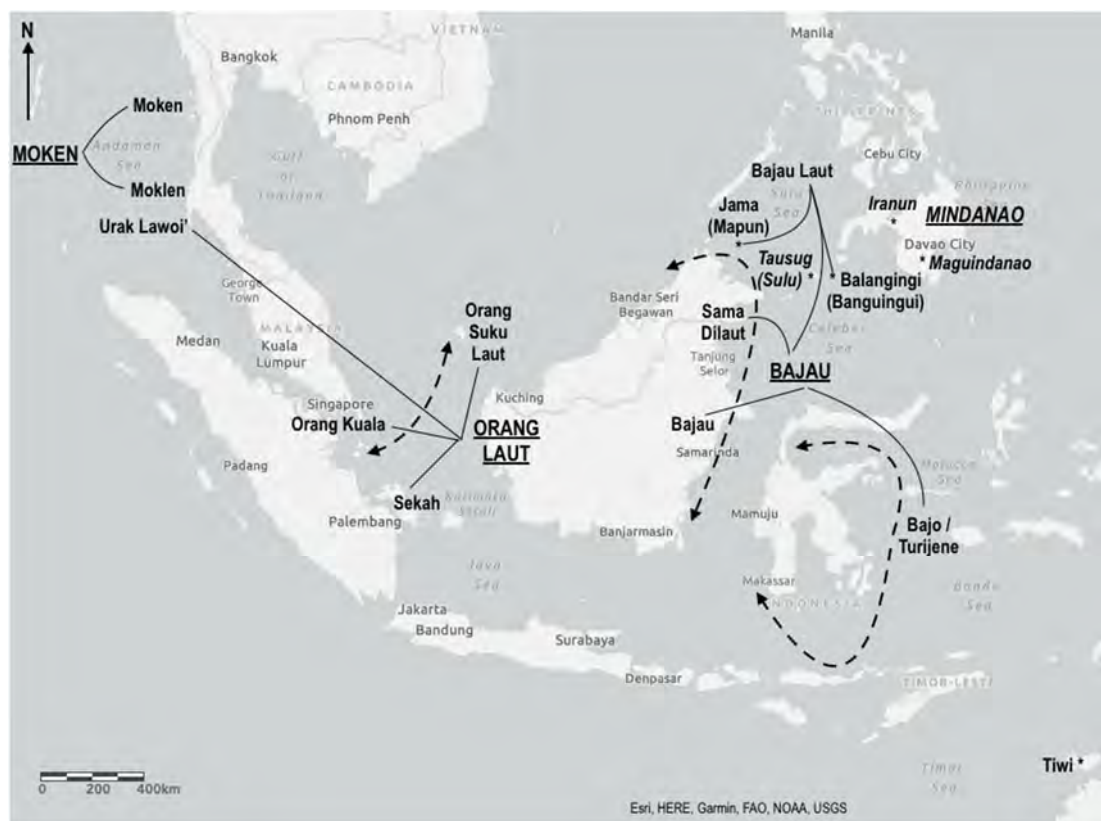 N
VIETNAM
Manila
Bangkok
CAMBODIA
PHILIPPINES
Moken
Phnom Penh
MOKEN
Andaman
Sea
Gulf
of
Thailand
Cebu City
Bajau Laut
Philippine
Moklen
Sulu
Sea
Iranun
*
MINDANAO
Jama
(Mapun)
*
Urak Lawoi'
Davao City
* Maguindanao
Tausug
(Sulu) *
* Balangingi
(Banguingui)
George
Town
Bandar Seri
Begawan
Orang
Suku
Laut
Sama
Dilaut
MALAYSIA
Kuala
Lumpur
Medan
Celebes
Sea
Tanjung
Selor
BAJAU
Kuching
Singapore
Orang Kuala
ORANG
LAUT
Bajau
Samarinda
Padang
Molucca
Sea
Sekah
Karimata
Strait
Palembang
Mamuju
Banjarmasin
Bajo /
Turijene
Java
Sea
Makassar
INDONESIA
Banda
Sea
Jakarta
Bandung
Surabaya
Denpasar
TIMOR-LESTE
Tiwi *
Timor
Sea
0 200 400km
Esri, HERE, Garmin, FAO, NOAA, USGS